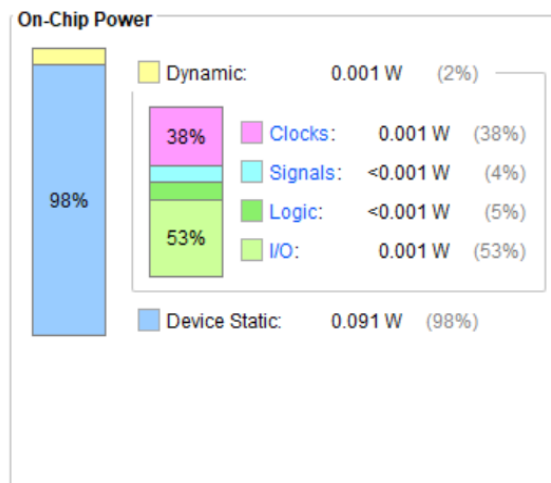 On-Chip Power
Dynamic: 0.001 W (2%)
38% Clocks: 0.001 W (38%)
Signals: <0.001 W (4%)
98% Logic: <0.001 W (5%)
53% I/O: 0.001 W (53%)
Device Static: 0.091 W (98%)